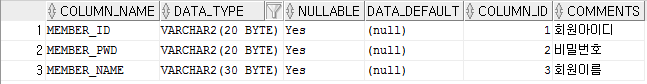 COLUMN_NAME DATA_TYPE NULLABLE DATA_DEFAULT COLUMN_ID COMMENTS
1 MEMBER_ID VARCHAR2(20 BYTE) Yes (null) 1 회원아이디
2 MEMBER_PWD VARCHAR2(20 BYTE) Yes (null) 2 비밀번호
3 MEMBER_NAME VARCHAR2(30 BYTE) Yes (null) 3 회원이름